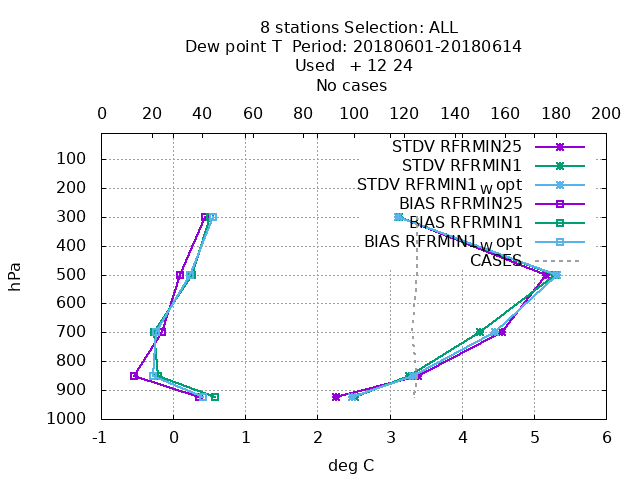 8 stations Selection: ALL
Dew point T  Period: 20180601-20180614
Used   + 12 24
No cases
0 20 40 60 80 100 120 140 160 180 200
STDV RFRMIN25
STDV RFRMIN1
STDV RFRMIN1w opt
BIAS RFRMIN25
BIAS RFRMIN1
BIAS RFRMIN1w opt
CASES
100
200
300
400
500
600
700
800
900
1000
hPa
-1 0 1 2 3 4 5 6
deg C